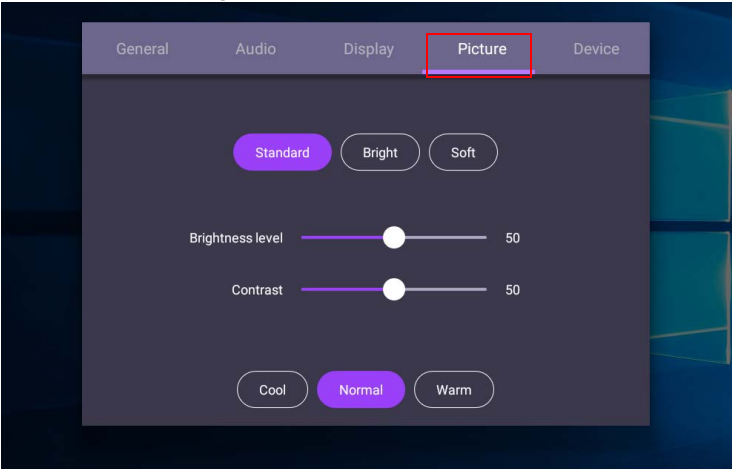 General Audio Display Picture Device
Standard Bright Soft
Brightness level 50
Contrast 50
Cool Normal Warm